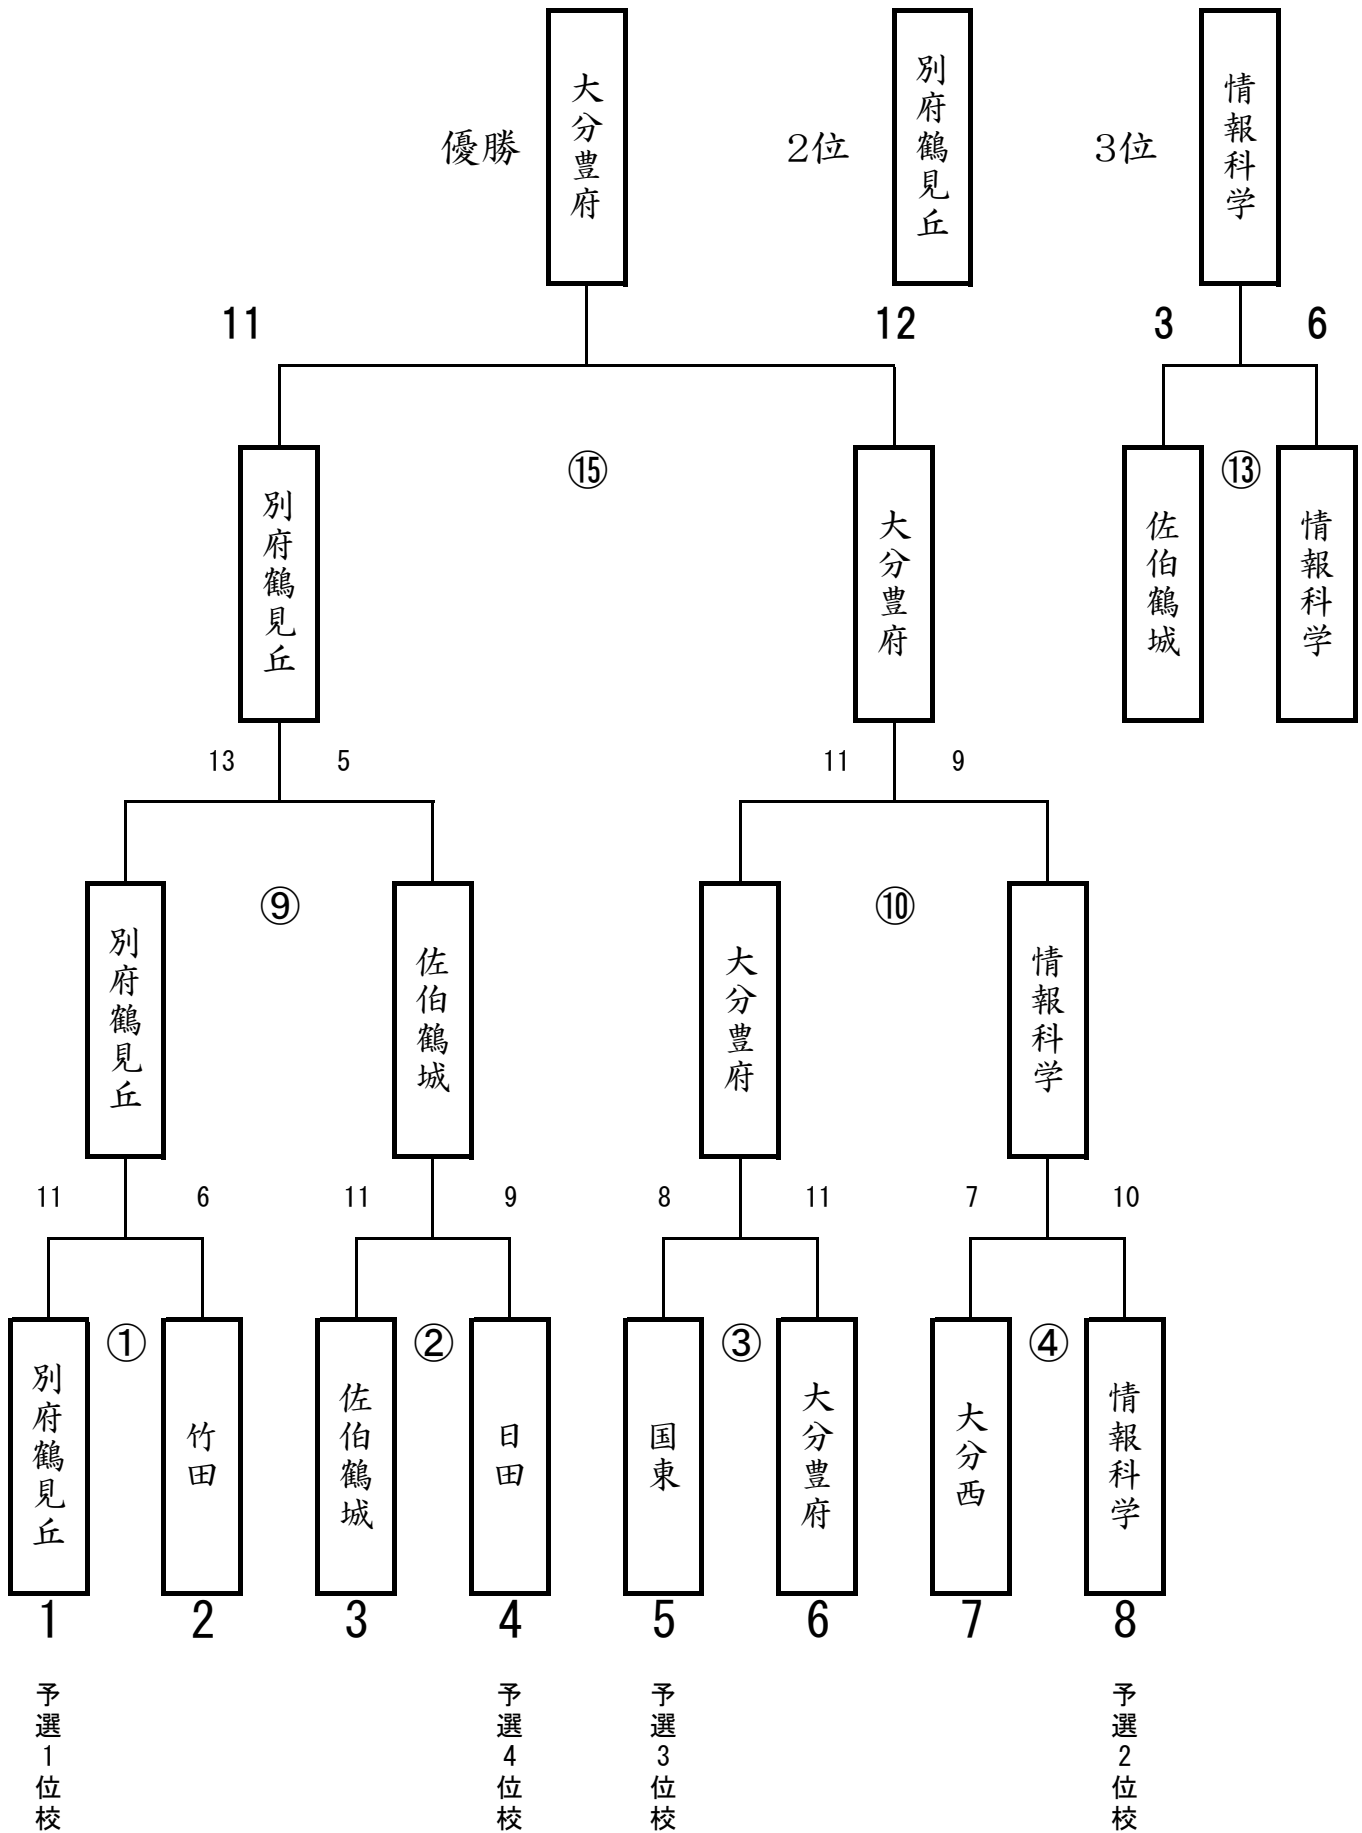 優勝
大分豊府
2位
別府鶴見丘
3位
情報科学
11
12
3
6
別府鶴見丘
⑮
大分豊府
佐伯鶴城
⑬
情報科学
13
5
11
9
別府鶴見丘
⑨
佐伯鶴城
大分豊府
⑩
情報科学
11
6
11
9
8
11
7
10
別府鶴見丘
①
竹田
佐伯鶴城
②
日田
国東
③
大分豊府
大分西
④
情報科学
1
2
3
4
5
6
7
8
予選1位校
予選4位校
予選3位校
予選2位校